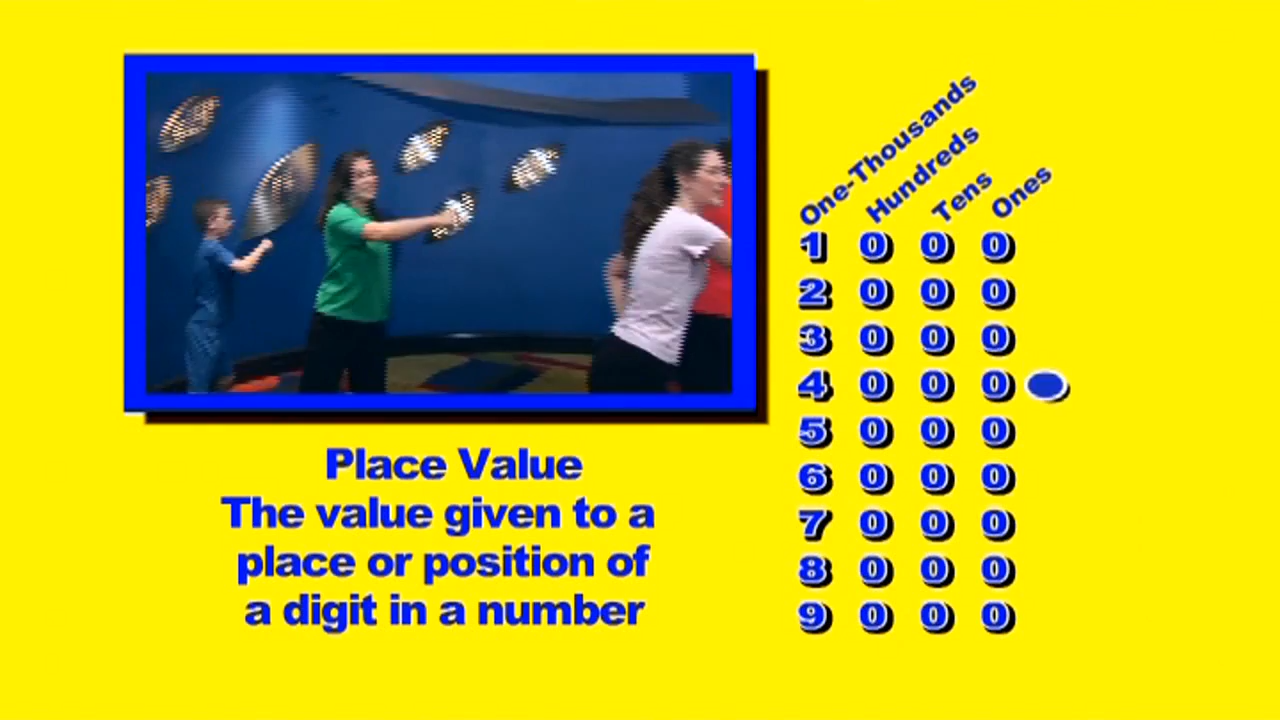 Place Value
The value given to a
place or position of
a digit in a number
One-Thousands
Hundreds
Tens
Ones
1 0 0 0
2 0 0 0
3 0 0 0
4 0 0 0
5 0 0 0
6 0 0 0
7 0 0 0
8 0 0 0
9 0 0 0